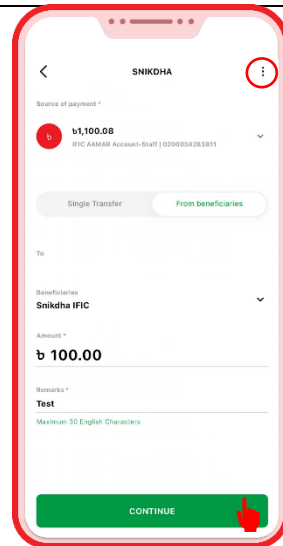 SNIKDHA
Source of payment *
৳
৳1,100.08
IFIC AAMAR Account-Staff | 0200034283811
Single Transfer
From beneficiaries
To
Beneficiaries
Snikdha IFIC
Amount *
৳ 100.00
Remarks *
Test
Maximum 30 English Characters
CONTINUE